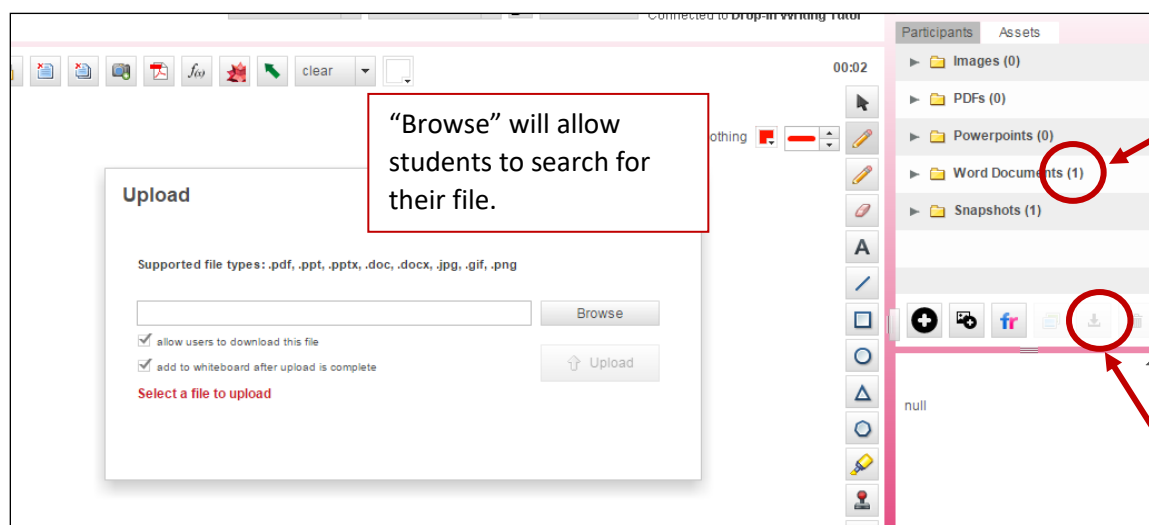 Connected to Drop-in Writing Tutor
Participants Assets
f(x) clear 00:02
Images (0)
PDFs (0)
Powerpoints (0)
Word Documents (1)
Snapshots (1)
"Browse" will allow
students to search for
their file.
othing
A
Upload
Supported file types: .pdf, .ppt, .pptx, .doc, .docx, .jpg, .gif, .png
Browse
allow users to download this file
add to whiteboard after upload is complete
Upload
Select a file to upload
fr
null